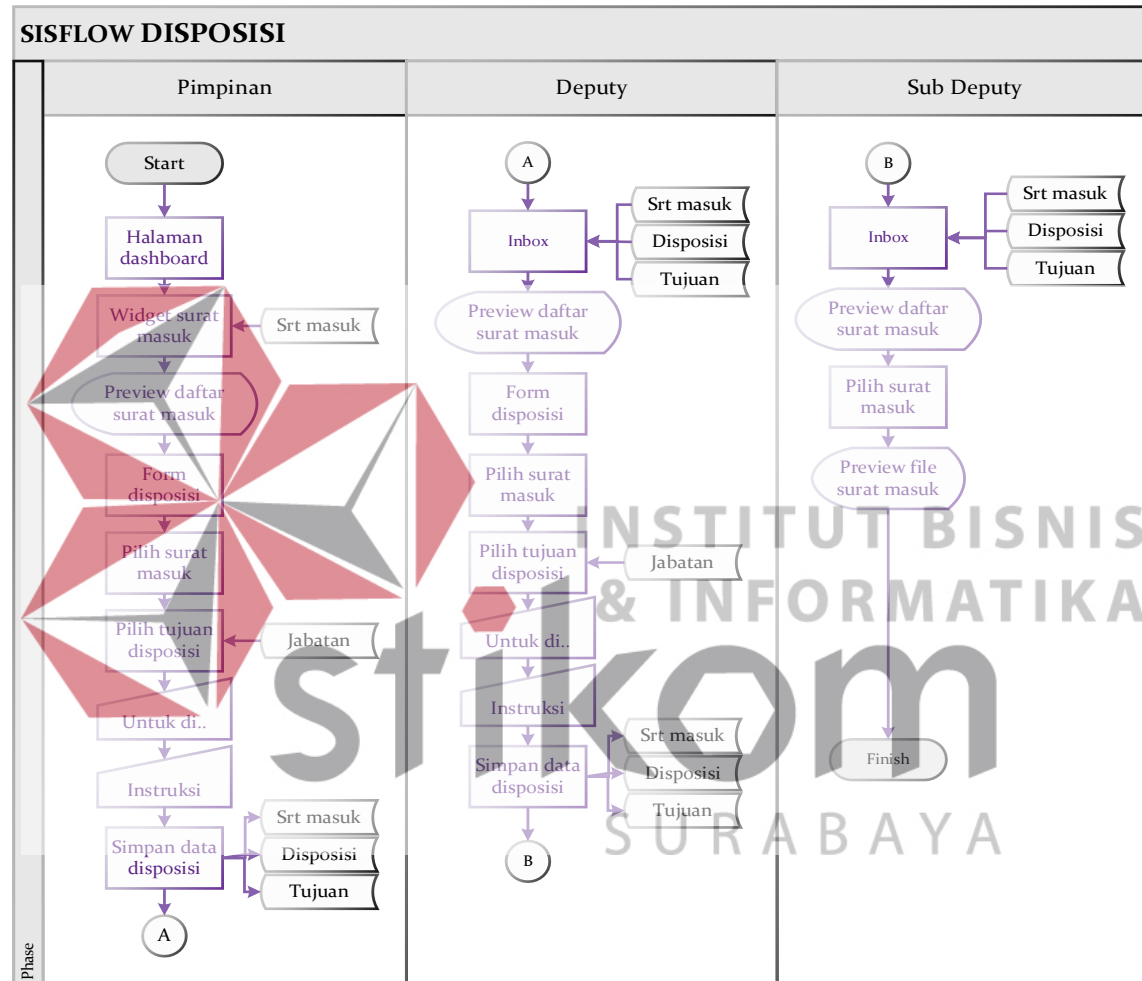 SISFLOW DISPOSISI
Pimpinan
Deputy
Sub Deputy
Phase
Start
Halaman
dashboard
Widget surat
masuk
Srt masuk
Preview daftar
surat masuk
Form
disposisi
Pilih surat
masuk
Pilih tujuan
disposisi
Jabatan
Untuk di..
Instruksi
Simpan data
disposisi
Srt masuk
Disposisi
Tujuan
A
A
Inbox
Srt masuk
Disposisi
Tujuan
Preview daftar
surat masuk
Form
disposisi
Pilih surat
masuk
Pilih tujuan
disposisi
Jabatan
Untuk di..
Instruksi
Simpan data
disposisi
Srt masuk
Disposisi
Tujuan
B
B
Inbox
Srt masuk
Disposisi
Tujuan
Preview daftar
surat masuk
Pilih surat
masuk
Preview file
surat masuk
Finish
INSTITUT BISNIS
& INFORMATIKA
stikom
SURABAYA